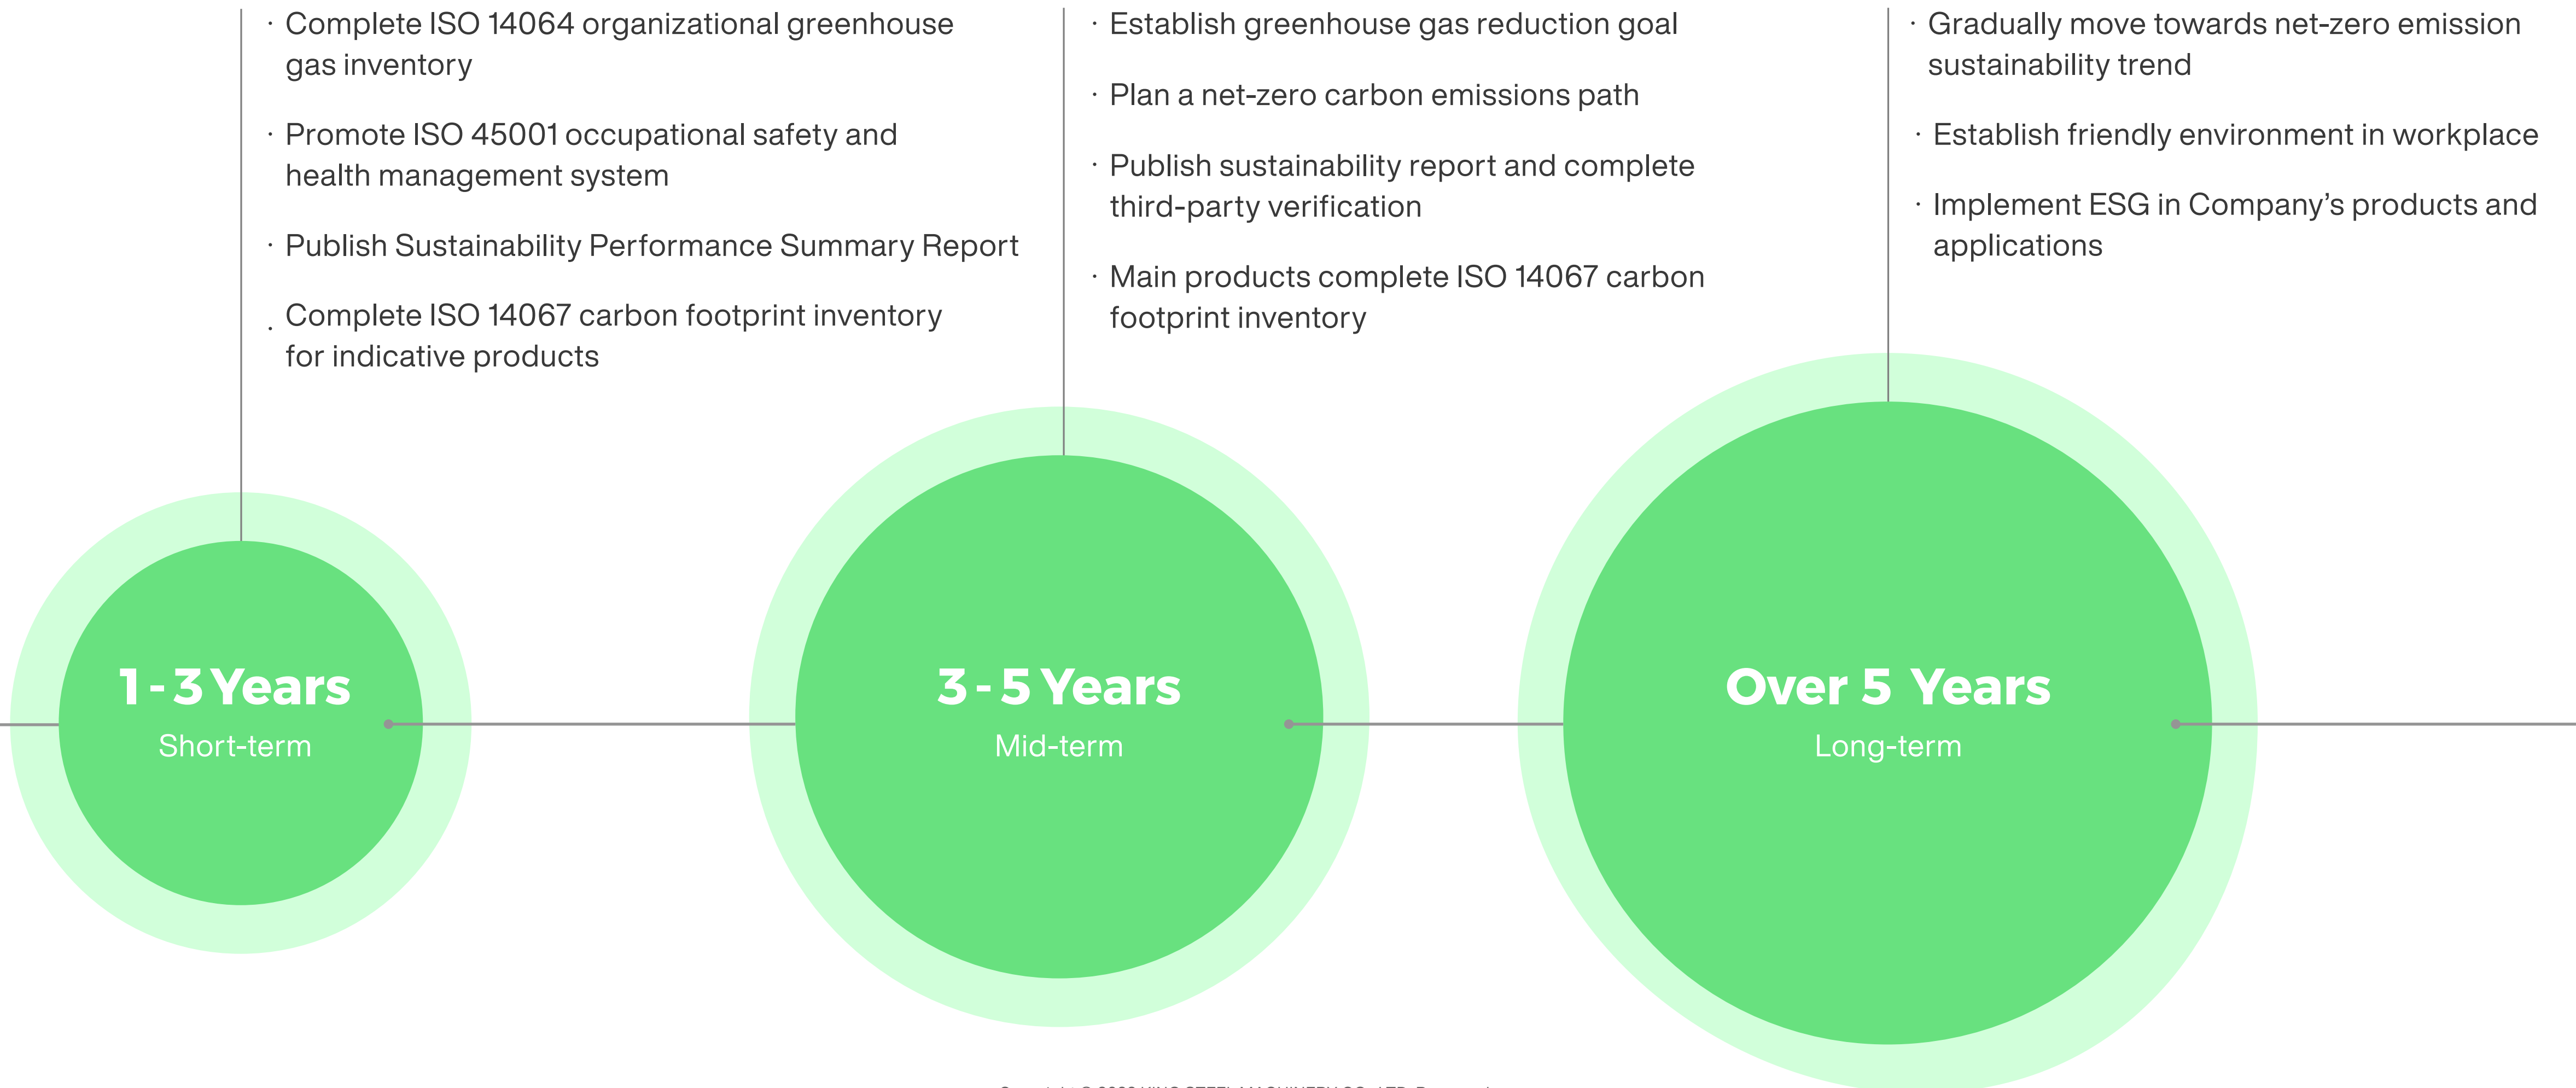 · Complete ISO 14064 organizational greenhouse
gas inventory
· Promote ISO 45001 occupational safety and
health management system
· Publish Sustainability Performance Summary Report
· Complete ISO 14067 carbon footprint inventory
for indicative products
· Establish greenhouse gas reduction goal
· Plan a net-zero carbon emissions path
· Publish sustainability report and complete
third-party verification
· Main products complete ISO 14067 carbon
footprint inventory
· Gradually move towards net-zero emission
sustainability trend
· Establish friendly environment in workplace
· Implement ESG in Company’s products and
applications
1 - 3 Years
Short-term
3 - 5 Years
Mid-term
Over 5 Years
Long-term